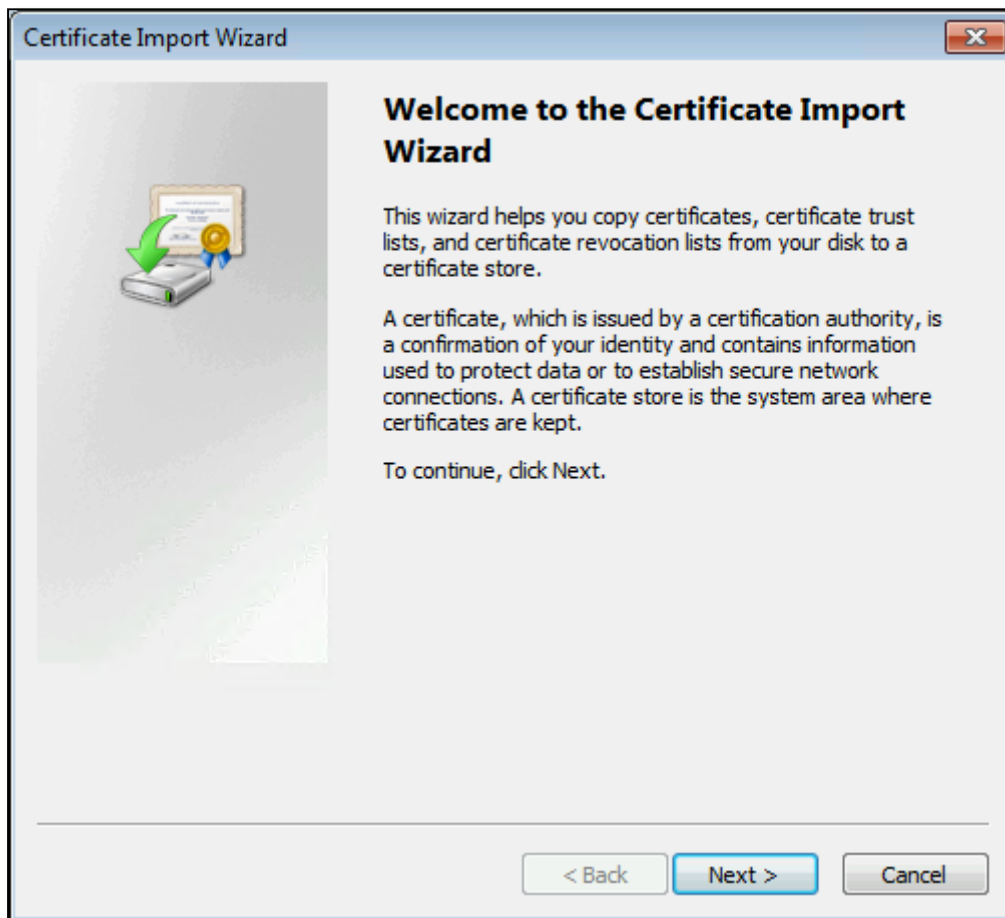 Certificate Import Wizard
Welcome to the Certificate Import
Wizard
This wizard helps you copy certificates, certificate trust
lists, and certificate revocation lists from your disk to a
certificate store.
A certificate, which is issued by a certification authority, is
a confirmation of your identity and contains information
used to protect data or to establish secure network
connections. A certificate store is the system area where
certificates are kept.
To continue, click Next.
< Back
Next >
Cancel